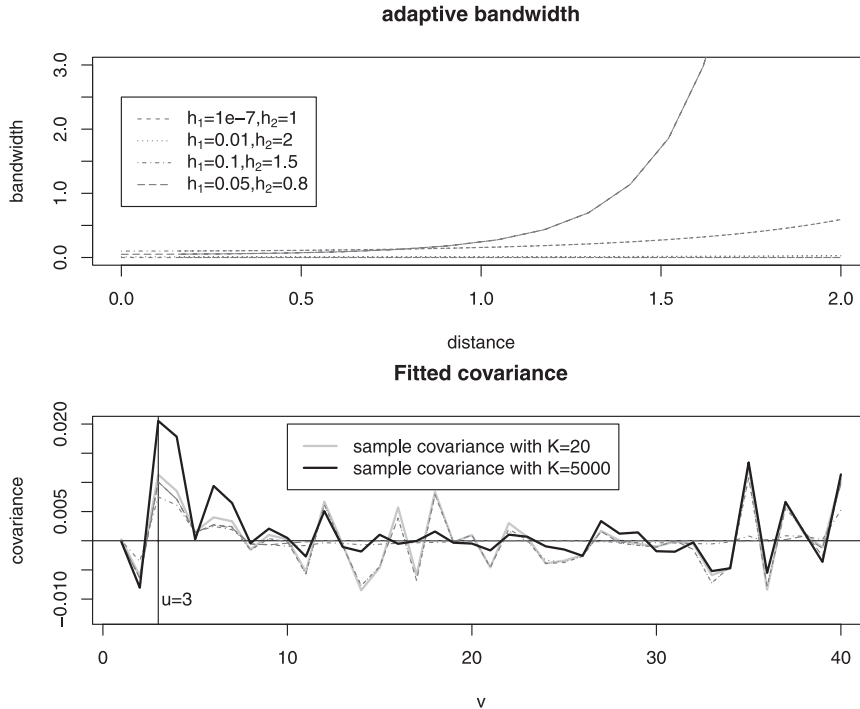 adaptive bandwidth
bandwidth
3.0
2.0
1.0
0.0
h₁=1e−7,h₂=1
h₁=0.01,h₂=2
h₁=0.1,h₂=1.5
h₁=0.05,h₂=0.8
0.0
0.5
1.0
1.5
2.0
distance
Fitted covariance
covariance
0.020
0.005
−0.010
sample covariance with K=20
sample covariance with K=5000
u=3
0
10
20
30
40
v